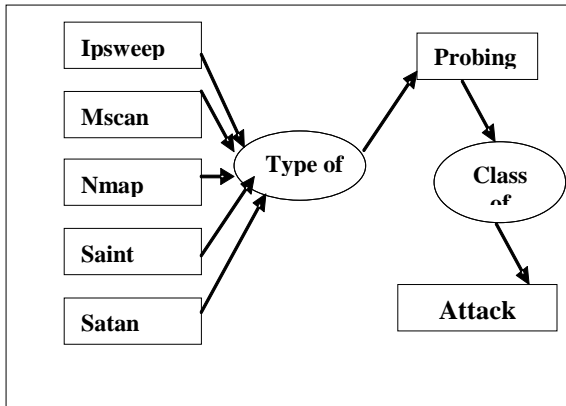 Ipsweep
Mscan
Nmap
Saint
Satan
Type of
Probing
Class
of
Attack